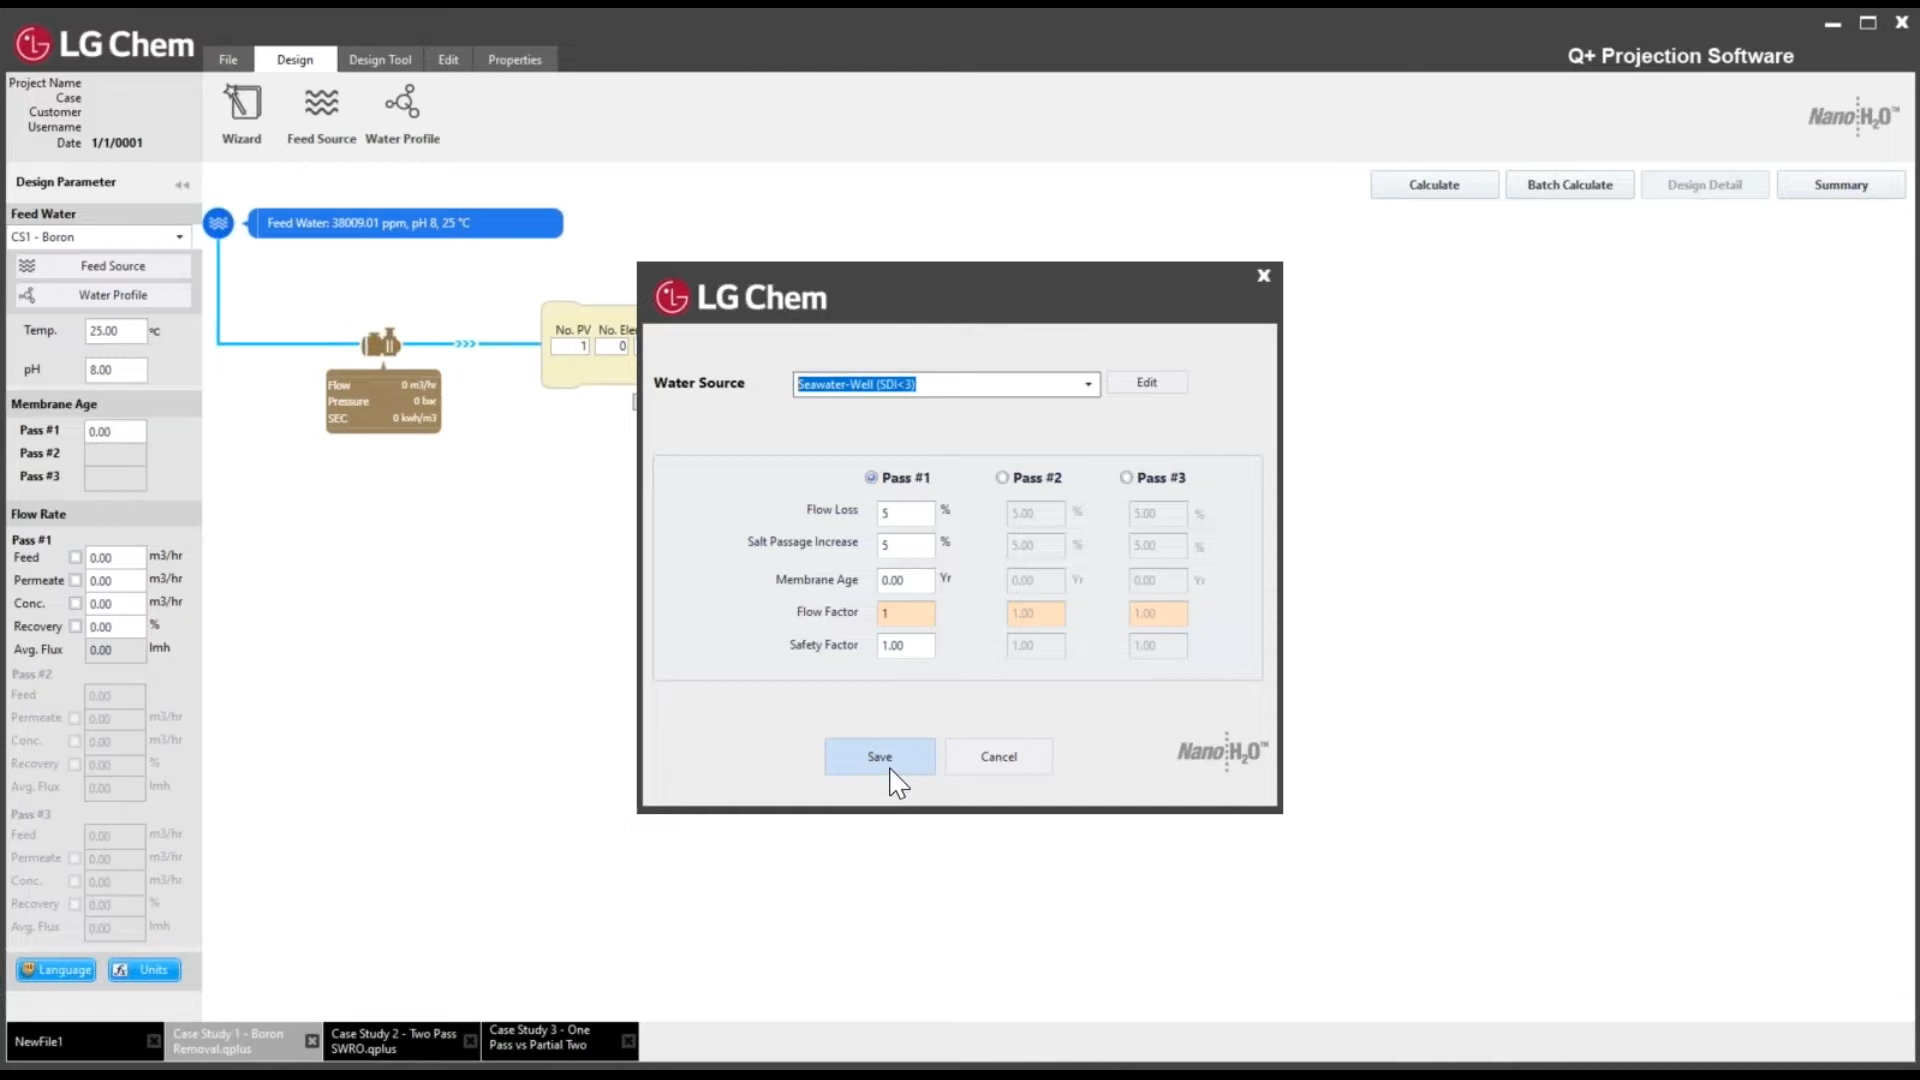 LG Chem
File Design Design Tool Edit Properties
Q+ Projection Software
Project Name
Case
Customer
Username
Date 1/1/0001
Wizard Feed Source Water Profile
NanoH2O™
Design Parameter
Calculate Batch Calculate Design Detail Summary
Feed Water
CS1 - Boron
Feed Water: 38009.01 ppm, pH 8, 25 °C
Feed Source
Water Profile
Temp. 25.00 °C
pH 8.00
Membrane Age
Pass #1 0.00
Pass #2
Pass #3
Flow Rate
Pass #1
Feed 0.00 m3/hr
Permeate 0.00 m3/hr
Conc. 0.00 m3/hr
Recovery 0.00 %
Avg. Flux 0.00 lmh
Pass #2
Feed 0.00
Permeate 0.00 m3/hr
Conc. 0.00 m3/hr
Recovery 0.00 %
Avg. Flux 0.00 lmh
Pass #3
Feed 0.00 m3/hr
Permeate 0.00 m3/hr
Conc. 0.00 m3/hr
Recovery 0.00 %
Avg. Flux 0.00 lmh
Language Units
No. PV No. Ele
1 0
Flow 0 m3/hr
Pressure 0 bar
SEC 0 kwh/m3
LG Chem
Water Source Seawater-Well (SDI<3) Edit
Pass #1 Pass #2 Pass #3
Flow Loss 5 % 5.00 % 5.00 %
Salt Passage Increase 5 % 5.00 % 5.00 %
Membrane Age 0.00 Yr 0.00 Yr 0.00 Yr
Flow Factor 1 1.00 1.00
Safety Factor 1.00 1.00 1.00
Save Cancel
NanoH2O™
NewFile1
Case Study 1 - Boron
Removal.qplus
Case Study 2 - Two Pass
SWRO.qplus
Case Study 3 - One
Pass vs Partial Two